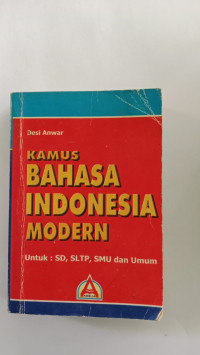 Desi Anwar
KAMUS
BAHASA
INDONESIA
MODERN
Untuk : SD, SLTP, SMU dan Umum